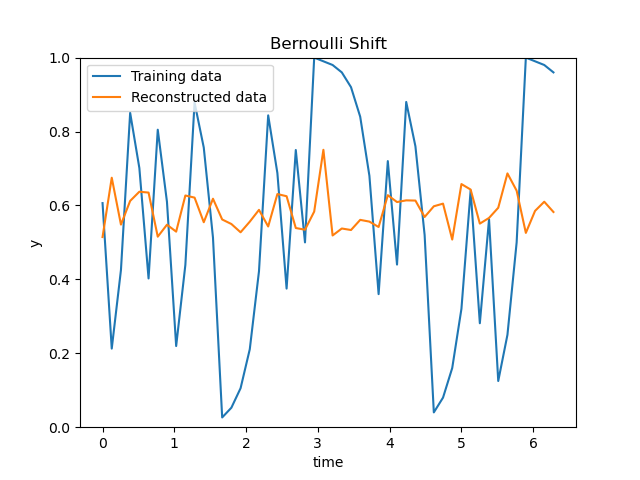 Bernoulli Shift
Training data
Reconstructed data
1.0
0.8
0.6
0.4
0.2
0.0
y
0 1 2 3 4 5 6
time